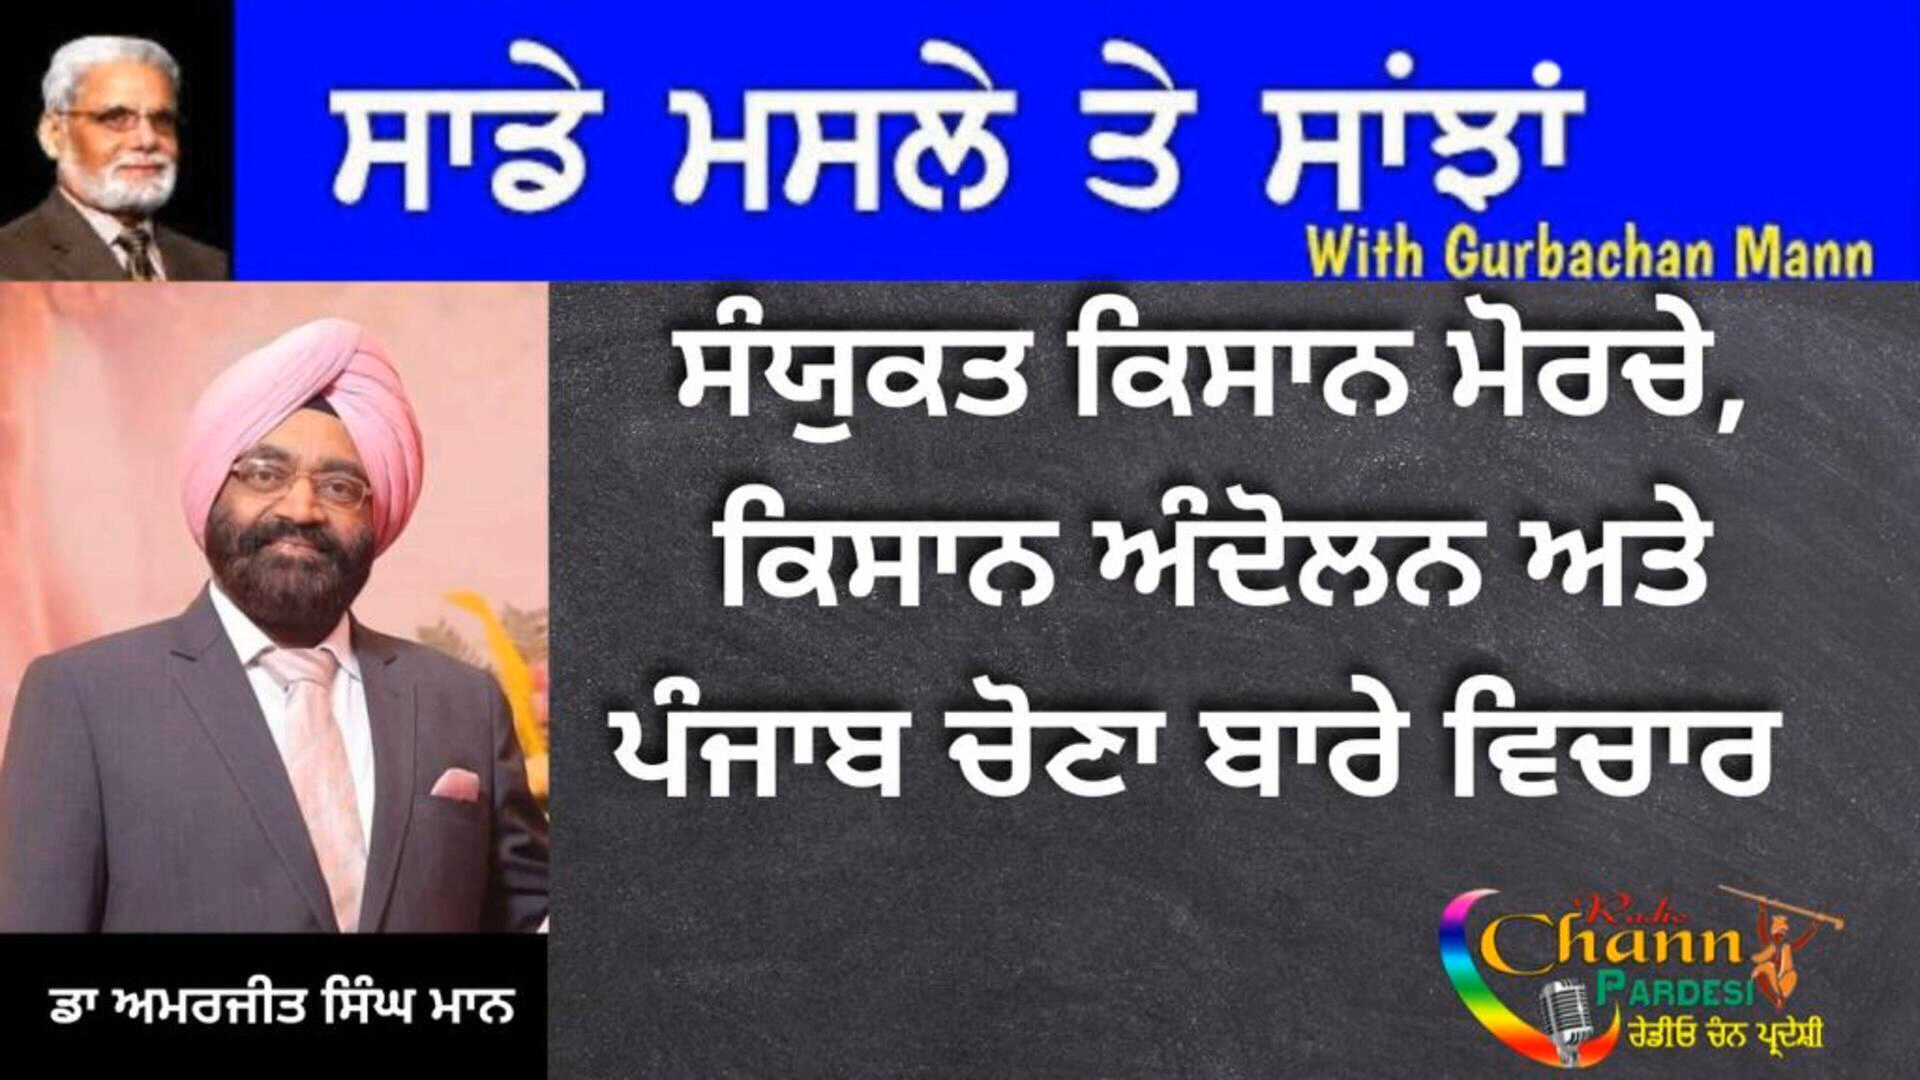 ਸਾਡੇ ਮਸਲੇ ਤੇ ਸਾਂਝਾਂ
With Gurbachan Mann
ਸੰਯੁਕਤ ਕਿਸਾਨ ਮੋਰਚੇ,
ਕਿਸਾਨ ਅੰਦੋਲਨ ਅਤੇ
ਪੰਜਾਬ ਚੋਣਾ ਬਾਰੇ ਵਿਚਾਰ
ਡਾ ਅਮਰਜੀਤ ਸਿੰਘ ਮਾਨ
Radio
Chann
PARDESI
ਰੇਡੀਓ ਚੰਨ ਪ੍ਰਦੇਸ਼ੀ